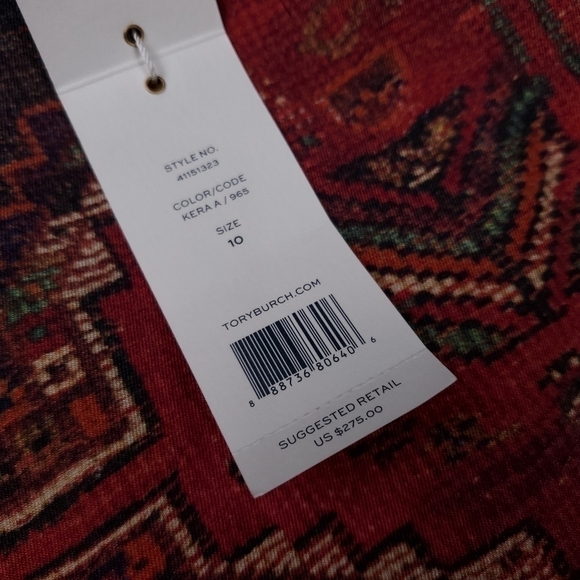 STYLE NO.
41151323
COLOR/CODE
KERA A / 965
SIZE
10
TORYBURCH.COM
8 88736 80640 6
SUGGESTED RETAIL
US $275.00